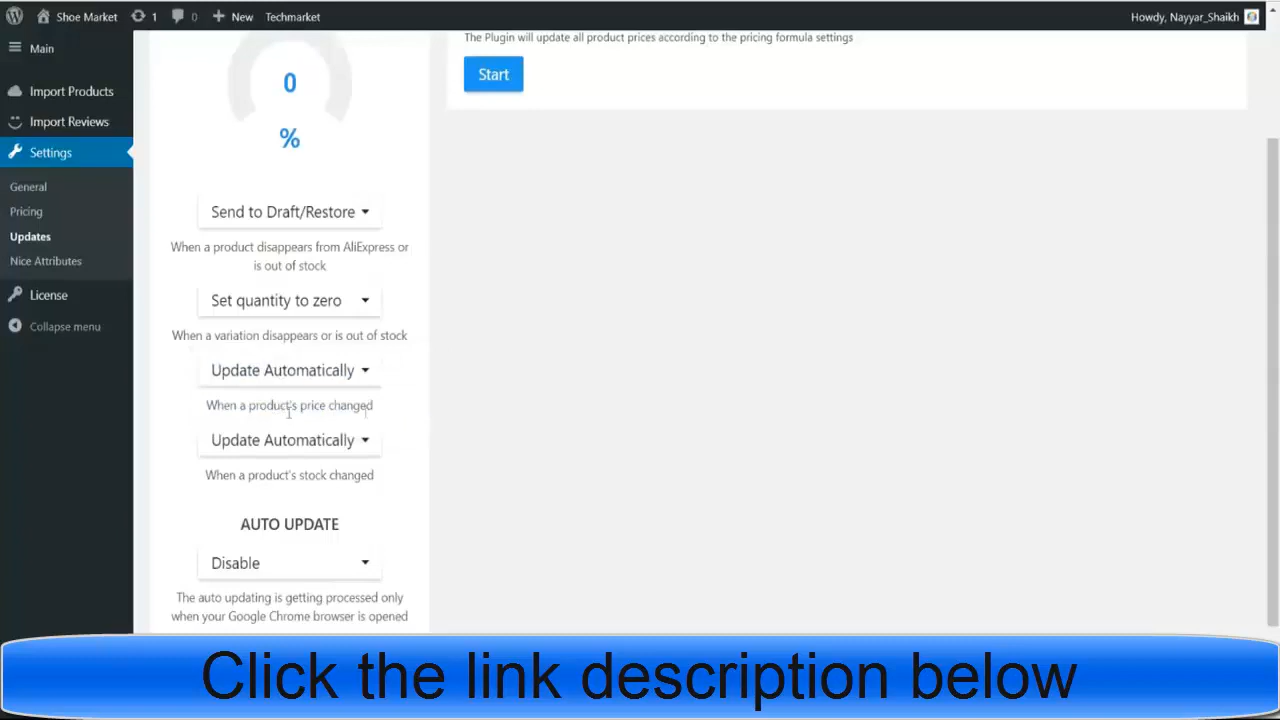 Shoe Market 1 0 New Techmarket Howdy, Nayyar_Shaikh
Main
Import Products
Import Reviews
Settings
General
Pricing
Updates
Nice Attributes
License
Collapse menu
0
%
Send to Draft/Restore
When a product disappears from AliExpress or
is out of stock
Set quantity to zero
When a variation disappears or is out of stock
Update Automatically
When a product's price changed
Update Automatically
When a product's stock changed
AUTO UPDATE
Disable
The auto updating is getting processed only
when your Google Chrome browser is opened
The Plugin will update all product prices according to the pricing formula settings
Start
Click the link description below